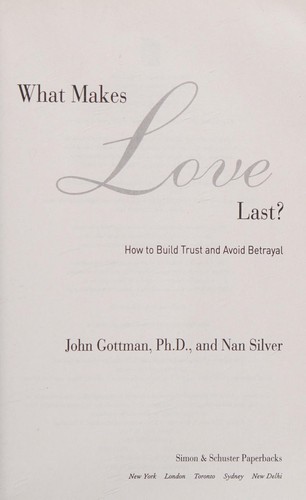 What Makes
Love
Last?
How to Build Trust and Avoid Betrayal
John Gottman, Ph.D., and Nan Silver
Simon & Schuster Paperbacks
New York London Toronto Sydney New Delhi